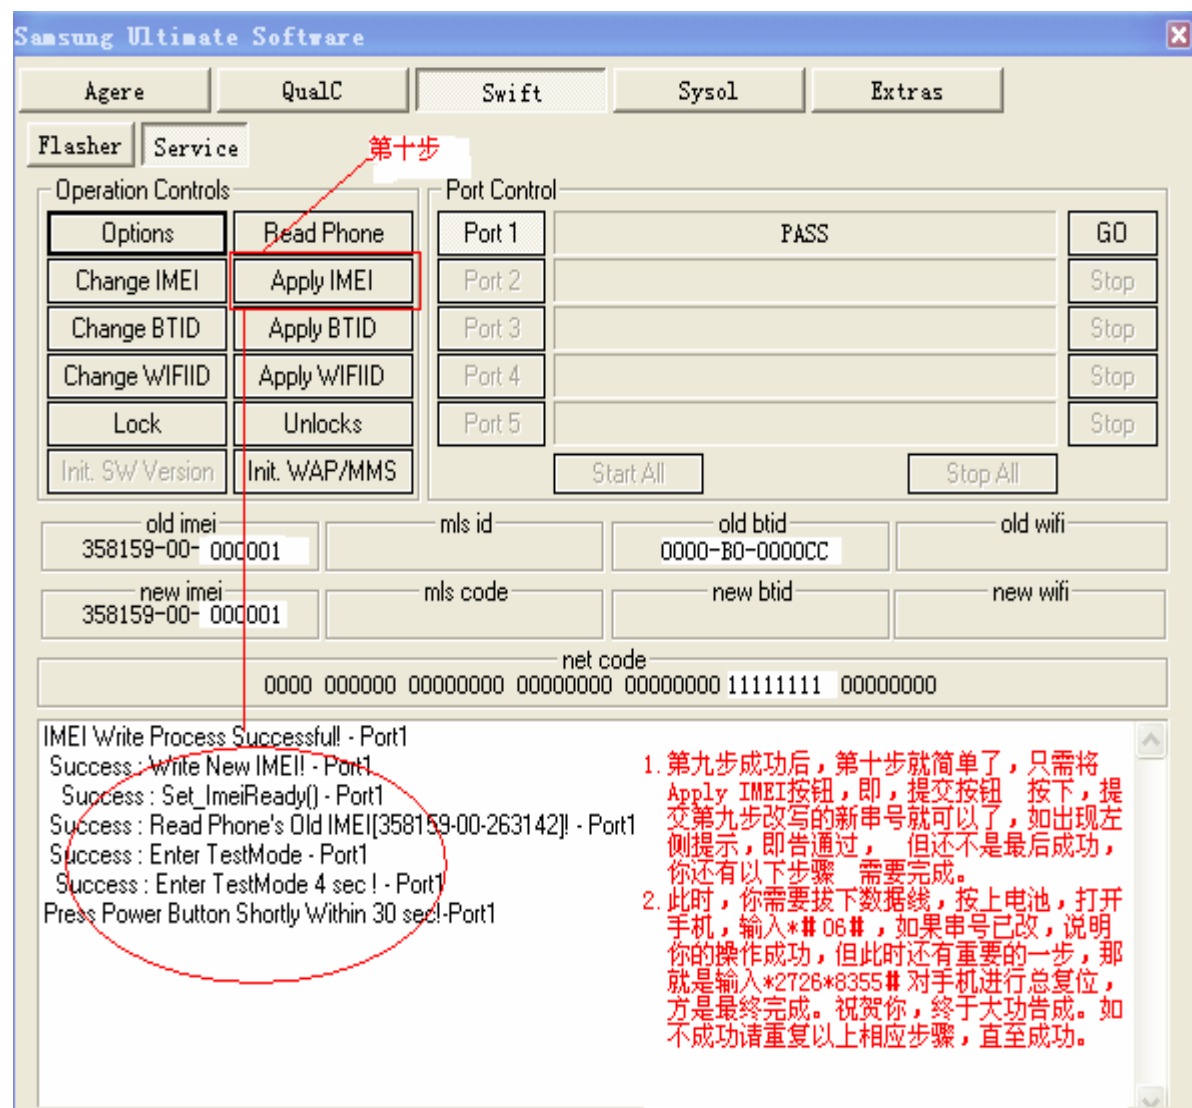 Samsung Ultimate Software
Agere QualC Swift Sysol Extras
Flasher Service
第十步
Operation Controls
Port Control
Options Read Phone Port 1 PASS GO
Change IMEI Apply IMEI Port 2 Stop
Change BTID Apply BTID Port 3 Stop
Change WIFIID Apply WIFIID Port 4 Stop
Lock Unlocks Port 5 Stop
Init. SW Version Init. WAP/MMS Start All Stop All
old imei mls id old btid old wifi
358159-00- 000001 0000-B0-0000CC
new imei mls code new btid new wifi
358159-00- 000001
net code
0000 000000 00000000 00000000 00000000 11111111 00000000
IMEI Write Process Successful! - Port1
Success : Write New IMEI! - Port1
Success : Set_ImeiReady() - Port1
Success : Read Phone's Old IMEI[358159-00-263142]! - Port1
Success : Enter TestMode - Port1
Success : Enter TestMode 4 sec ! - Port1
Press Power Button Shortly Within 30 sec!-Port1
1. 第九步成功后，第十步就简单了，只需将
Apply IMEI按钮，即，提交按钮 按下，提
交第九步改写的新串号就可以了，如出现左
侧提示，即告通过， 但还不是最后成功，
你还有以下步骤 需要完成。
2. 此时，你需要拔下数据线，按上电池，打开
手机，输入*#06#，如果串号已改，说明
你的操作成功，但此时还有重要的一步，那
就是输入*2726*8355#对手机进行总复位，
方是最终完成。祝贺你，终于大功告成。如
不成功请重复以上相应步骤，直至成功。